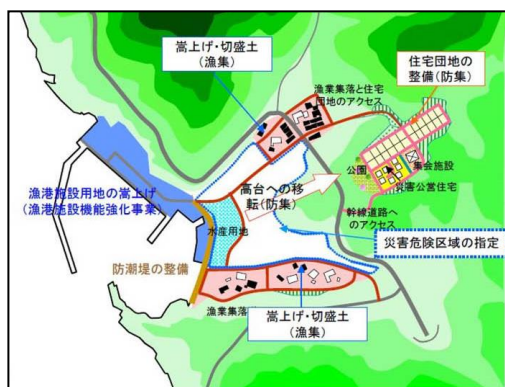 嵩上げ・切盛土
(漁集)
漁業集落と住宅
団地のアクセス
住宅団地の
整備(防集)
公園
集会施設
災害公営住宅
漁港施設用地の嵩上げ
(漁港施設機能強化事業)
高台への移
転(防集)
幹線道路へ
のアクセス
水産用地
災害危険区域の指定
防潮堤の整備
漁業集落
嵩上げ・切盛土
(漁集)